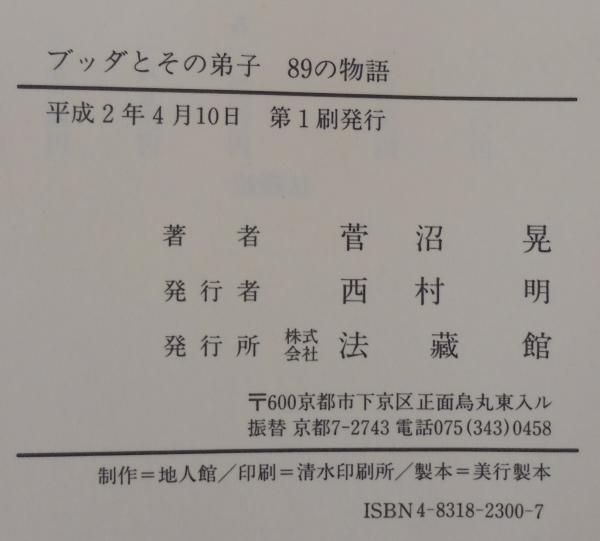 ブッダとその弟子 89の物語
平成2年4月10日 第1刷発行
著者 菅沼晃
発行者 西村明
発行所 株式会社 法藏館
〒600京都市下京区正面烏丸東入ル
振替 京都7-2743 電話075(343)0458
制作=地人館/印刷=清水印刷所/製本=美行製本
ISBN4-8318-2300-7